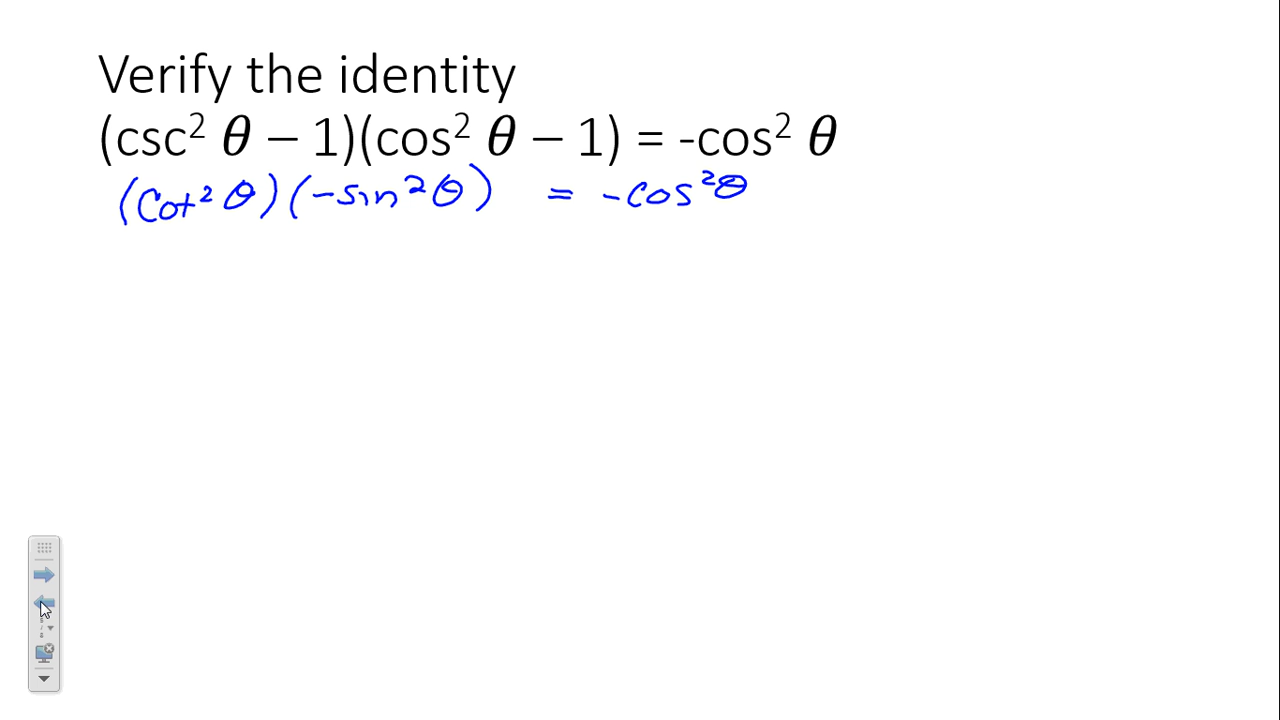 Verify the identity
(csc² θ – 1)(cos² θ – 1) = -cos² θ
(cot² θ)(-sin² θ) = -cos² θ